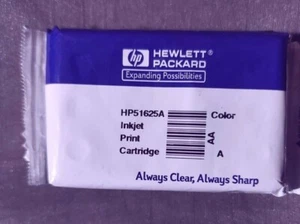 hp HEWLETT®
PACKARD
Expanding Possibilities
HP51625A Color
Inkjet
Print AA
Cartridge A
Always Clear, Always Sharp